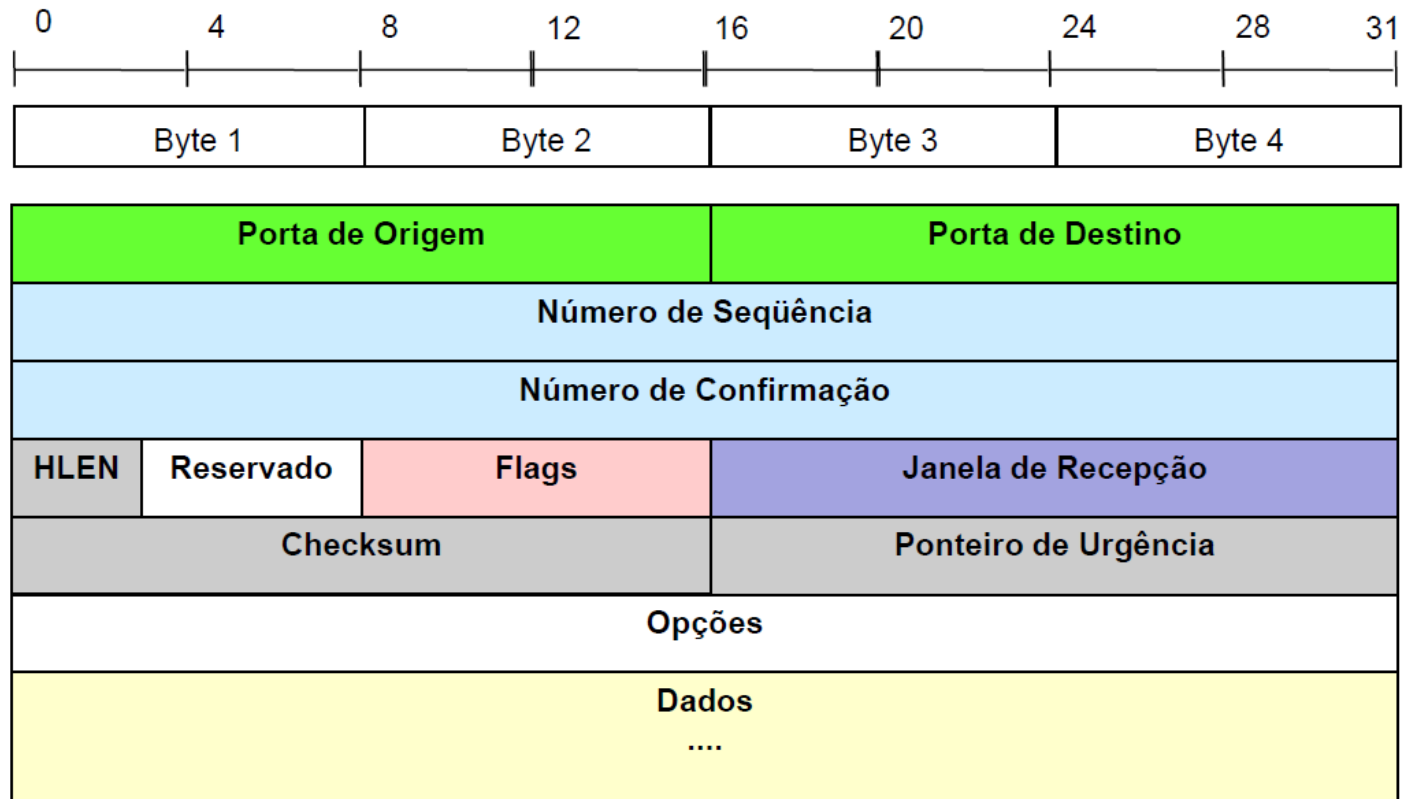 0 4 8 12 16 20 24 28 31
Byte 1 Byte 2 Byte 3 Byte 4
Porta de Origem Porta de Destino
Número de Seqüência
Número de Confirmação
HLEN Reservado Flags Janela de Recepção
Checksum Ponteiro de Urgência
Opções
Dados
....